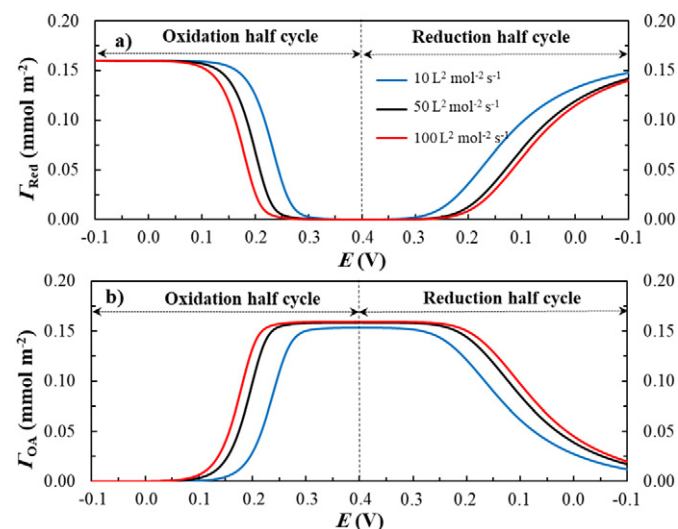 Oxidation half cycle Reduction half cycle
a)
0.20 0.20
0.15 0.15
0.10 0.10
0.05 0.05
0.00 0.00
10 L² mol⁻² s⁻¹
50 L² mol⁻² s⁻¹
100 L² mol⁻² s⁻¹
Γ_Red (mmol m⁻²)
-0.1 0.0 0.1 0.2 0.3 0.4 0.3 0.2 0.1 0.0 -0.1
E (V)
b)
Oxidation half cycle Reduction half cycle
0.20 0.20
0.15 0.15
0.10 0.10
0.05 0.05
0.00 0.00
Γ_OA (mmol m⁻²)
-0.1 0.0 0.1 0.2 0.3 0.4 0.3 0.2 0.1 0.0 -0.1
E (V)